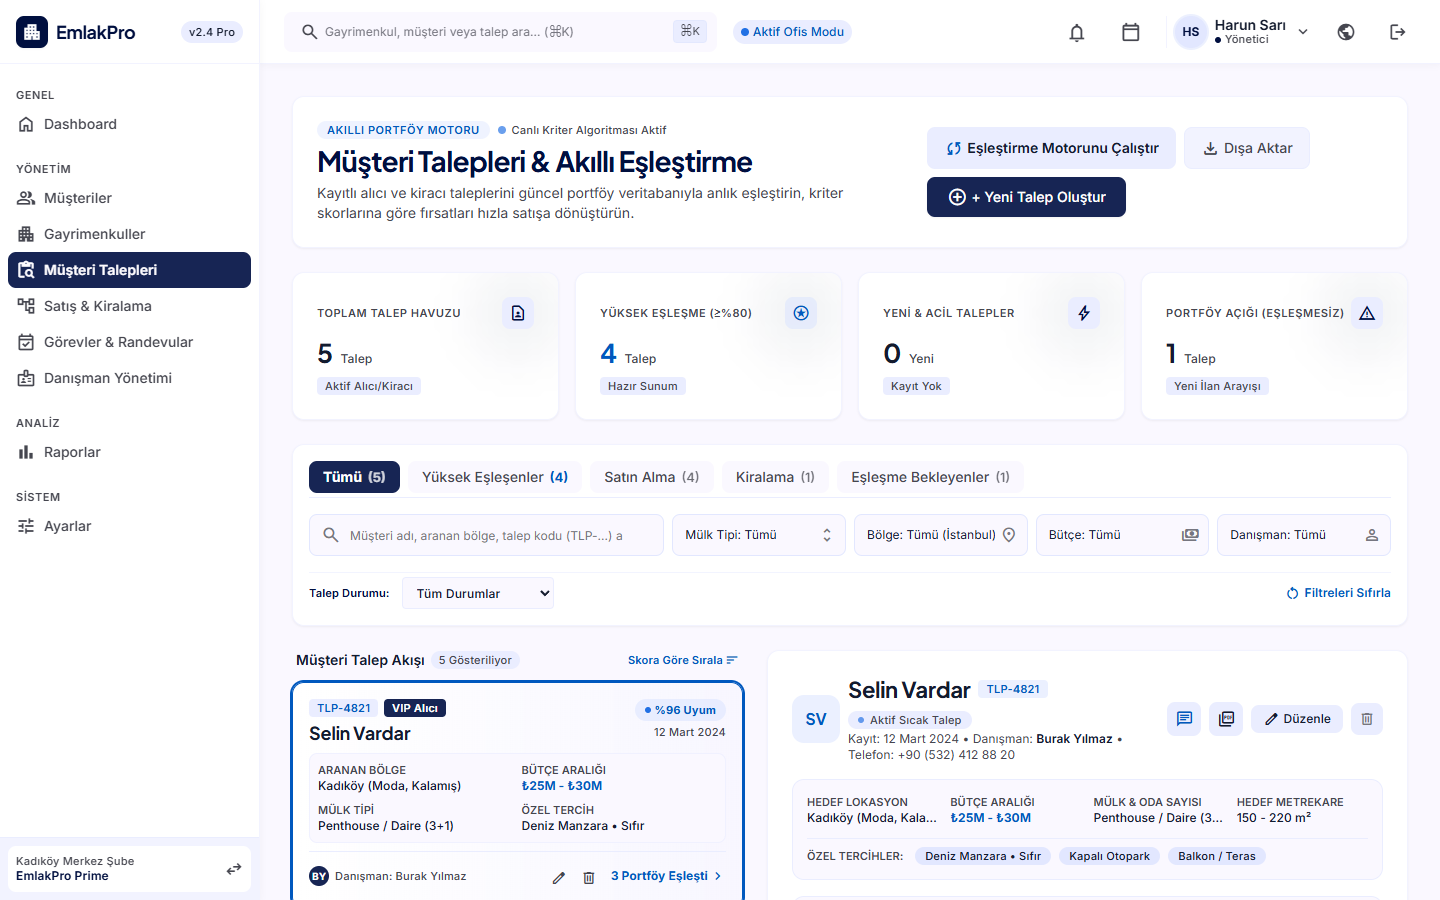 EmlakPro
v2.4 Pro
Gayrimenkul, müşteri veya talep ara... (⌘K)
⌘K
Aktif Ofis Modu
HS
Harun Sarı
Yönetici
GENEL
Dashboard
YÖNETİM
Müşteriler
Gayrimenkuller
Müşteri Talepleri
Satış & Kiralama
Görevler & Randevular
Danışman Yönetimi
ANALİZ
Raporlar
SİSTEM
Ayarlar
Kadıköy Merkez Şube
EmlakPro Prime
AKILLI PORTFÖY MOTORU
Canlı Kriter Algoritması Aktif
Müşteri Talepleri & Akıllı Eşleştirme
Kayıtlı alıcı ve kiracı taleplerini güncel portföy veritabanıyla anlık eşleştirin, kriter
skorlarına göre fırsatları hızla satışa dönüştürün.
Eşleştirme Motorunu Çalıştır
Dışa Aktar
+ Yeni Talep Oluştur
TOPLAM TALEP HAVUZU
5 Talep
Aktif Alıcı/Kiracı
YÜKSEK EŞLEŞME (≥%80)
4 Talep
Hazır Sunum
YENİ & ACİL TALEPLER
0 Yeni
Kayıt Yok
PORTFÖY AÇIĞI (EŞLEŞMESİZ)
1 Talep
Yeni İlan Arayışı
Tümü (5)
Yüksek Eşleşenler (4)
Satın Alma (4)
Kiralama (1)
Eşleşme Bekleyenler (1)
Müşteri adı, aranan bölge, talep kodu (TLP-...) a
Mülk Tipi: Tümü
Bölge: Tümü (İstanbul)
Bütçe: Tümü
Danışman: Tümü
Talep Durumu:
Tüm Durumlar
Filtreleri Sıfırla
Müşteri Talep Akışı
5 Gösteriliyor
Skora Göre Sırala
TLP-4821
VIP Alıcı
%96 Uyum
Selin Vardar
12 Mart 2024
ARANAN BÖLGE
Kadıköy (Moda, Kalamış)
BÜTÇE ARALIĞI
₺25M - ₺30M
MÜLK TİPİ
Penthouse / Daire (3+1)
ÖZEL TERCİH
Deniz Manzara • Sıfır
BY
Danışman: Burak Yılmaz
3 Portföy Eşleşti
SV
Selin Vardar
TLP-4821
Aktif Sıcak Talep
Kayıt: 12 Mart 2024 • Danışman: Burak Yılmaz •
Telefon: +90 (532) 412 88 20
PDF
Düzenle
HEDEF LOKASYON
Kadıköy (Moda, Kala...
BÜTÇE ARALIĞI
₺25M - ₺30M
MÜLK & ODA SAYISI
Penthouse / Daire (3...
HEDEF METREKARE
150 - 220 m²
ÖZEL TERCİHLER:
Deniz Manzara • Sıfır
Kapalı Otopark
Balkon / Teras